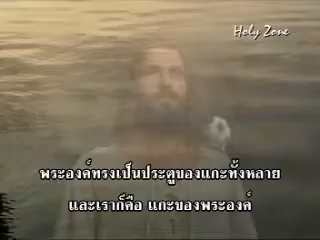 Holy Zone
พระองค์ทรงเป็นประตูของแกะทั้งหลาย
และเราก็คือ แกะของพระองค์